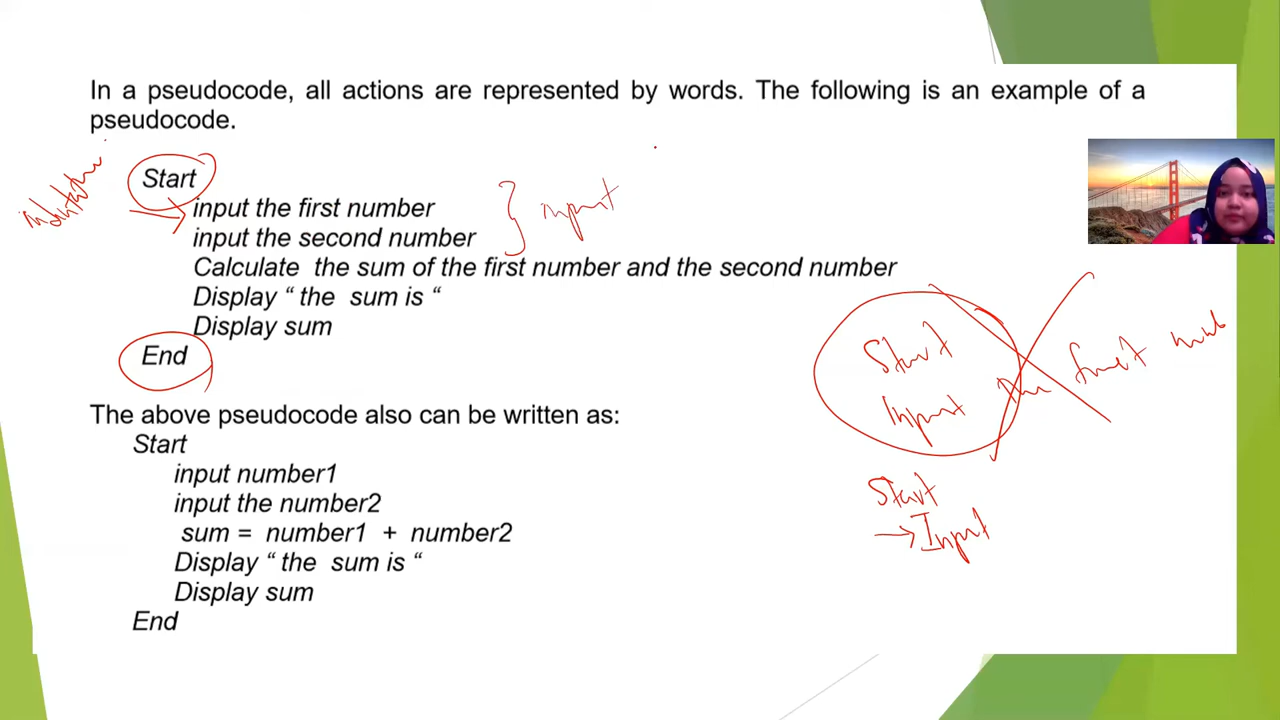 In a pseudocode, all actions are represented by words. The following is an example of a
pseudocode.
Start
input the first number
input the second number
} input
Calculate the sum of the first number and the second number
Display “ the sum is “
Display sum
End
Start
Input the
Start
→ Input
The above pseudocode also can be written as:
Start
input number1
input the number2
sum = number1 + number2
Display “ the sum is “
Display sum
End